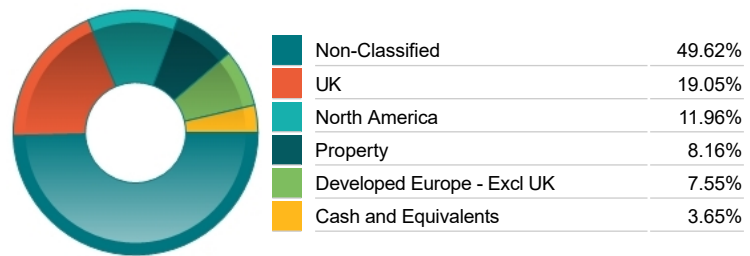 Non-Classified 49.62%
UK 19.05%
North America 11.96%
Property 8.16%
Developed Europe - Excl UK 7.55%
Cash and Equivalents 3.65%